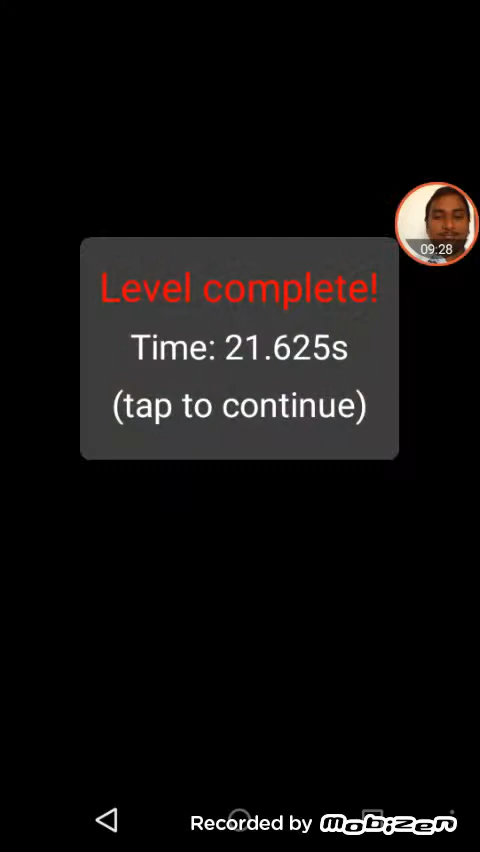 09:28
Level complete!
Time: 21.625s
(tap to continue)
Recorded by mobizen